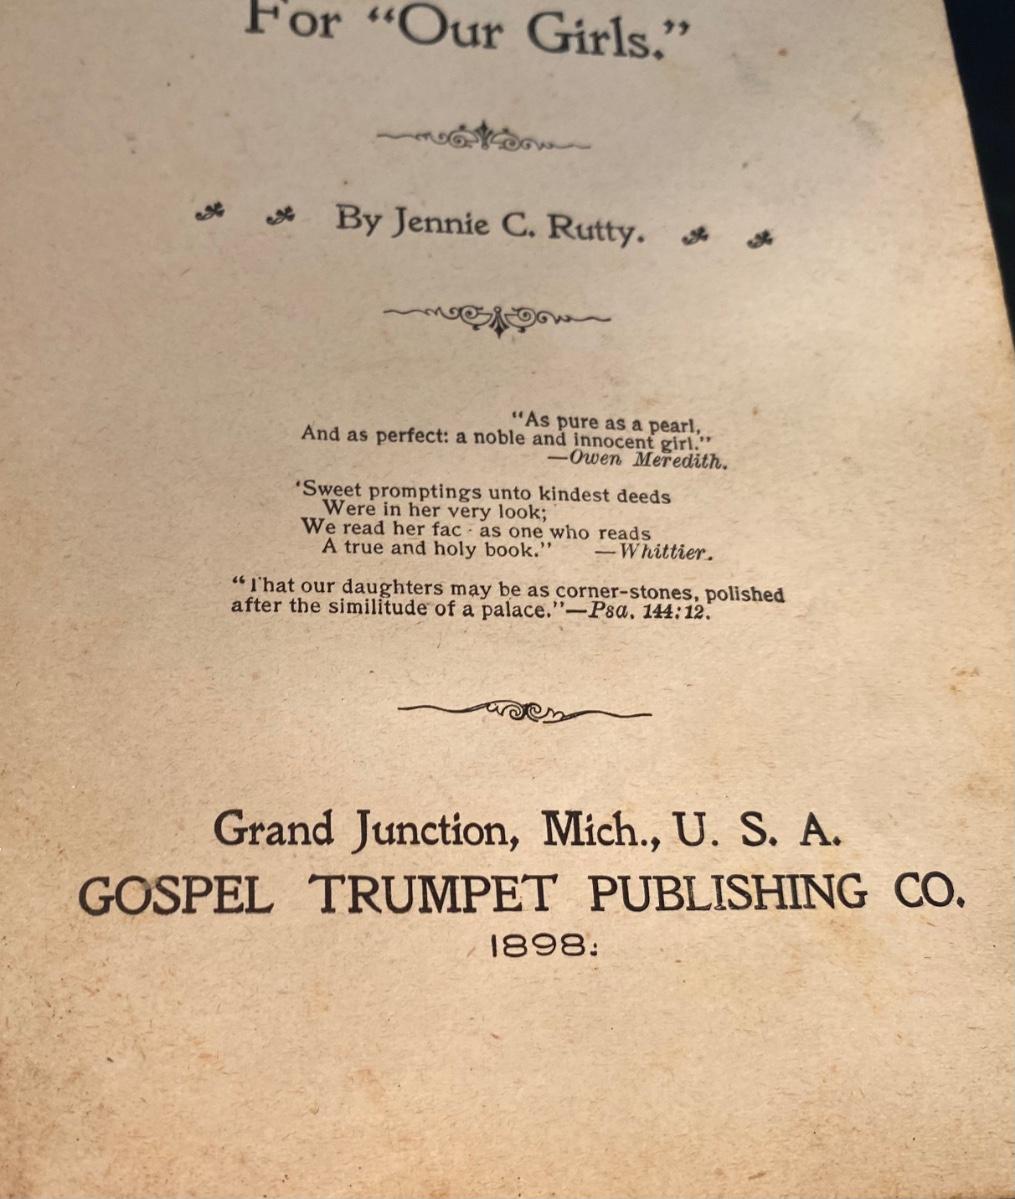 For “Our Girls.”
By Jennie C. Rutty.
“As pure as a pearl,
And as perfect: a noble and innocent girl.”
—Owen Meredith.
‘Sweet promptings unto kindest deeds
Were in her very look;
We read her fac as one who reads
A true and holy book.” —Whittier.
“That our daughters may be as corner-stones, polished
after the similitude of a palace.”—Psa. 144:12.
Grand Junction, Mich., U. S. A.
GOSPEL TRUMPET PUBLISHING CO.
1898.